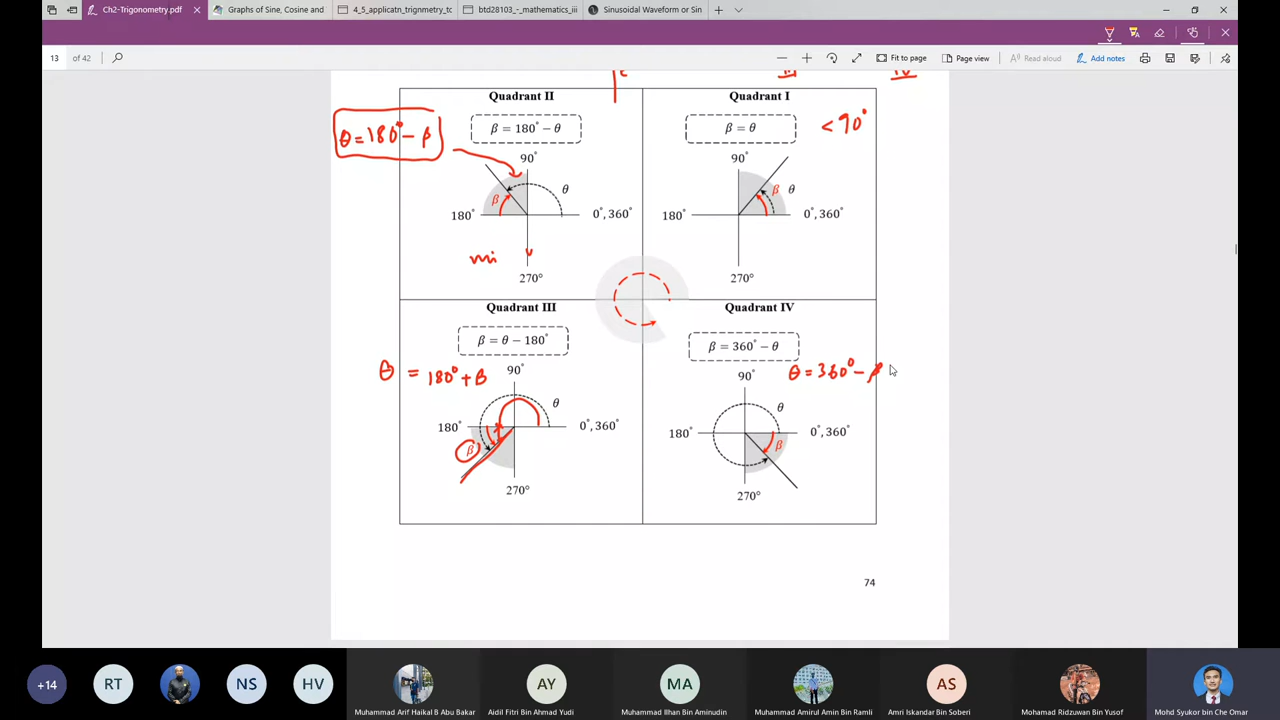 Ch2-Trigonometry.pdf
Graphs of Sine, Cosine and
4_5_applicatn_trignmetry_to
btd28103_-_mathematics_iii
Sinusoidal Waveform or Sin
13 of 42
Fit to page
Page view
Read aloud
Add notes
III
IV
Quadrant II
Quadrant I
θ = 180° - β
β = 180° − θ
β = θ
< 90°
90°
90°
θ
β
β
θ
180°
0°, 360°
180°
0°, 360°
270°
270°
Quadrant III
Quadrant IV
β = θ − 180°
β = 360° − θ
θ = 180° + β
90°
90°
θ = 360° - β
θ
θ
180°
0°, 360°
180°
0°, 360°
β
β
270°
270°
74
+14
RT
NS
HV
AY
MA
AS
Muhammad Arif Haikal B Abu Bakar
Aidil Fitri Bin Ahmad Yudi
Muhammad Ilhan Bin Aminudin
Muhammad Amirul Amin Bin Ramli
Amri Iskandar Bin Soberi
Mohamad Ridzuwan Bin Yusof
Mohd Syukor bin Che Omar